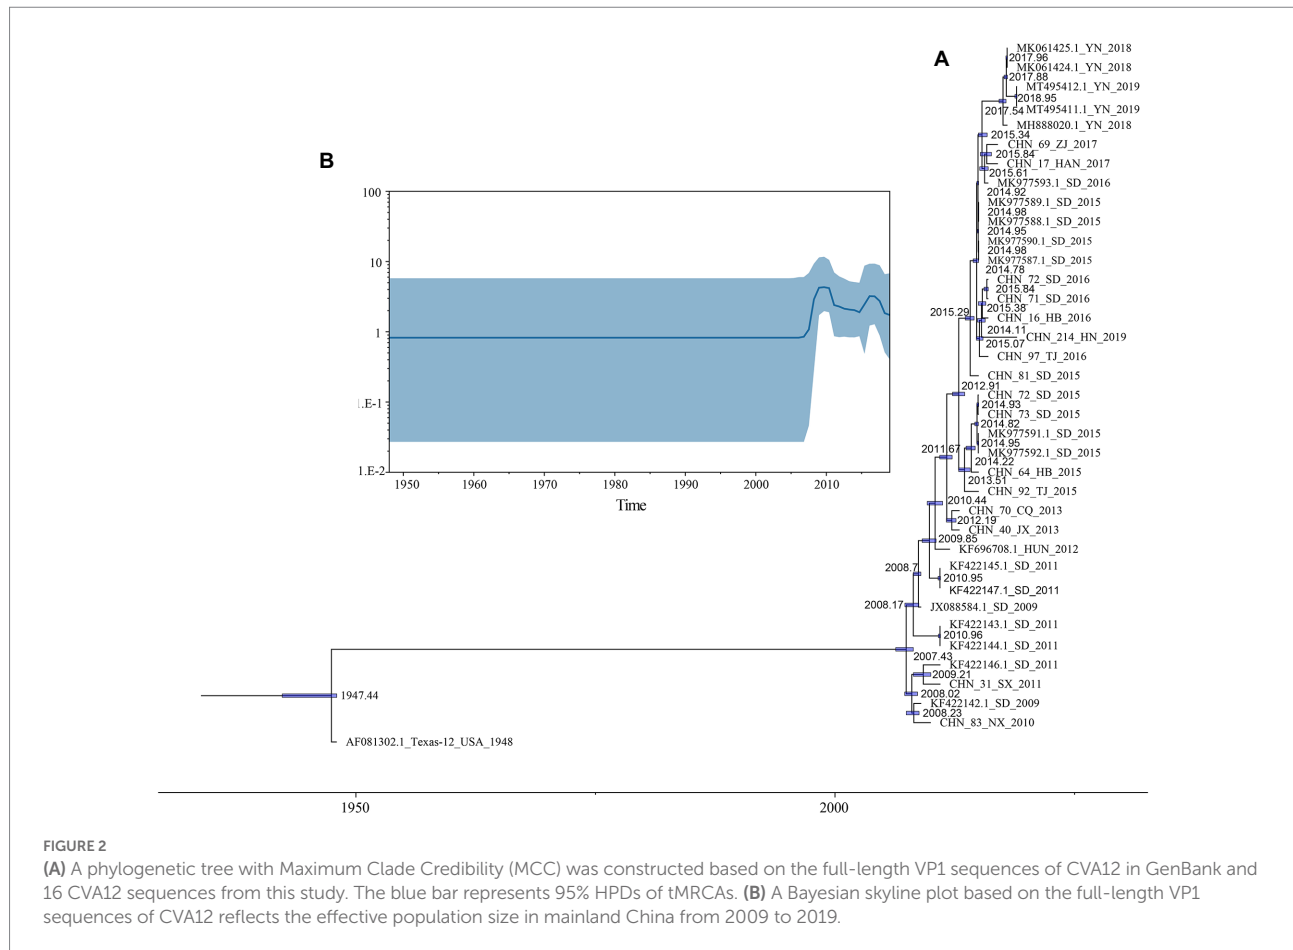 A
MK061425.1_YN_2018
2017.96
MK061424.1_YN_2018
2017.88
MT495412.1_YN_2019
2018.95
2017.54
MT495411.1_YN_2019
MH888020.1_YN_2018
2015.34
CHN_69_ZJ_2017
2015.84
CHN_17_HAN_2017
2015.61
MK977593.1_SD_2016
2014.92
MK977589.1_SD_2015
2014.98
MK977588.1_SD_2015
2014.95
MK977590.1_SD_2015
2014.98
MK977587.1_SD_2015
2014.78
CHN_72_SD_2016
2015.84
CHN_71_SD_2016
2015.38
2015.29
CHN_16_HB_2016
2014.11
CHN_214_HN_2019
2015.07
CHN_97_TJ_2016
CHN_81_SD_2015
2012.91
CHN_72_SD_2015
2014.93
CHN_73_SD_2015
2014.82
MK977591.1_SD_2015
2014.95
2011.67
MK977592.1_SD_2015
2014.22
CHN_64_HB_2015
2013.51
CHN_92_TJ_2015
2010.44
CHN_70_CQ_2013
2012.19
CHN_40_JX_2013
2009.85
KF696708.1_HUN_2012
2008.7
KF422145.1_SD_2011
2010.95
KF422147.1_SD_2011
2008.17
JX088584.1_SD_2009
KF422143.1_SD_2011
2010.96
KF422144.1_SD_2011
2007.43
KF422146.1_SD_2011
2009.21
CHN_31_SX_2011
2008.02
KF422142.1_SD_2009
2008.23
CHN_83_NX_2010
1947.44
AF081302.1_Texas-12_USA_1948
1950 2000
B
100
10
1
1.E-1
1.E-2
1950 1960 1970 1980 1990 2000 2010
Time
FIGURE 2
(A) A phylogenetic tree with Maximum Clade Credibility (MCC) was constructed based on the full-length VP1 sequences of CVA12 in GenBank and
16 CVA12 sequences from this study. The blue bar represents 95% HPDs of tMRCAs. (B) A Bayesian skyline plot based on the full-length VP1
sequences of CVA12 reflects the effective population size in mainland China from 2009 to 2019.